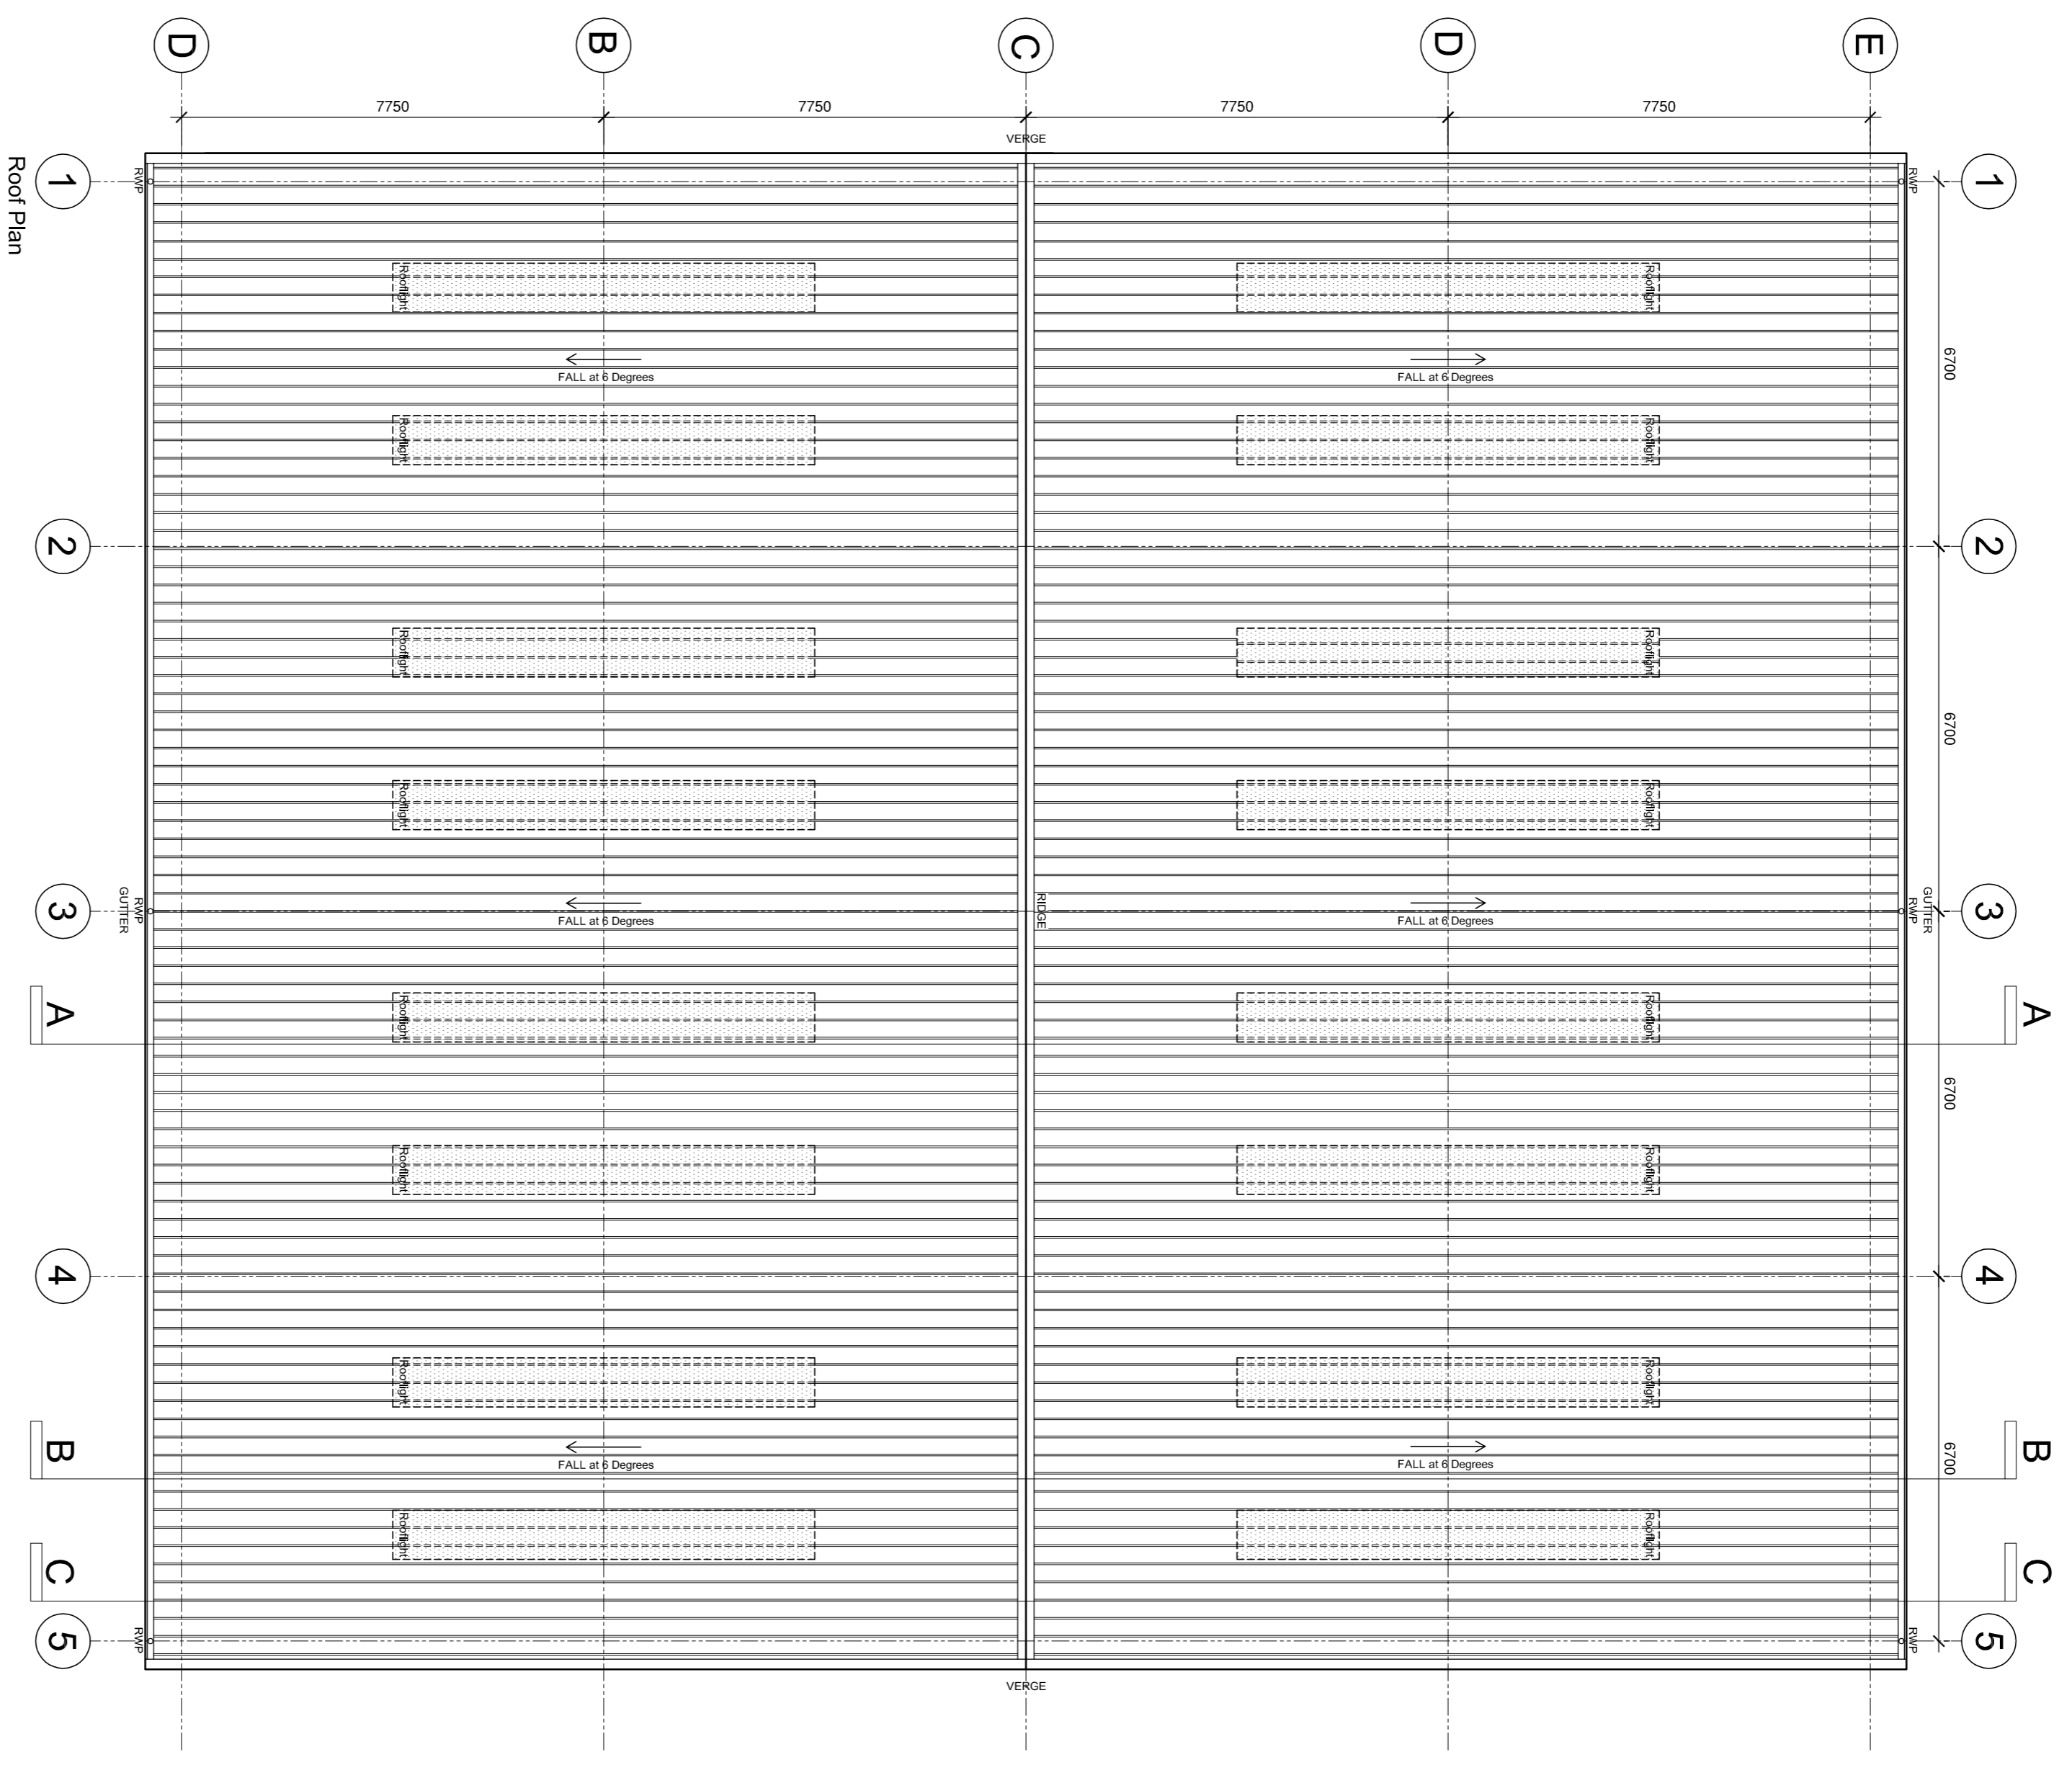 D
B
C
D
E
7750
7750
7750
7750
VERGE
1
RWP
RWP
1
Roof Plan
Rooflight
Rooflight
6700
FALL at 6 Degrees
FALL at 6 Degrees
Rooflight
Rooflight
2
2
Rooflight
Rooflight
6700
Rooflight
Rooflight
3
GUTTER
RWP
FALL at 6 Degrees
RIDGE
FALL at 6 Degrees
RWP
GUTTER
3
A
Rooflight
Rooflight
A
6700
Rooflight
Rooflight
4
4
Rooflight
Rooflight
B
FALL at 6 Degrees
FALL at 6 Degrees
6700
B
Rooflight
Rooflight
C
C
5
RWP
RWP
5
VERGE